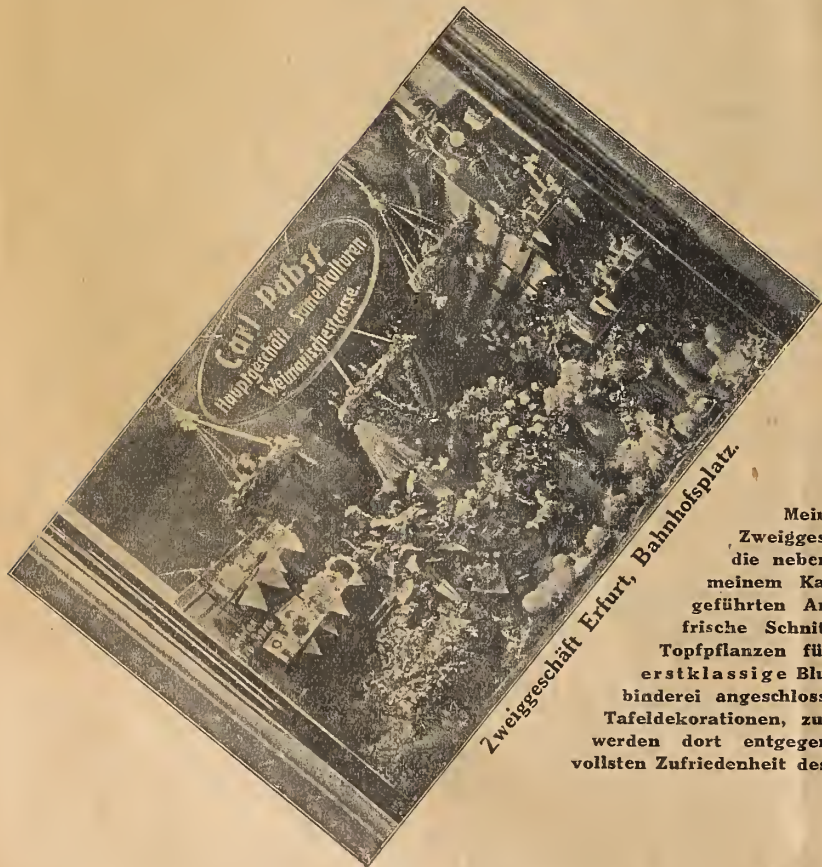 Carl Pabst
Hauptgeschäft - Samenkulturen
Weimarischestrasse.
Zweiggeschäft Erfurt, Bahnhofsplatz.
Mein
Zweigges
die neben
meinem Ka
geführten Ar
frische Schnit
Topfpflanzen fü
erstklassige Blu
binderei angeschloss
Tafeldekorationen, zu
werden dort entgegen
vollsten Zufriedenheit des